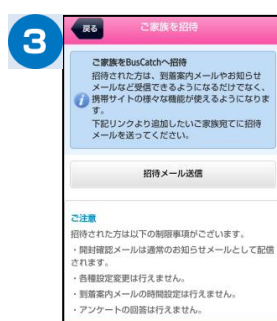 3
戻る
ご家族を招待
ご家族をBusCatchへ招待
招待された方は、到着案内メールやお知らせ
メールなど受信できるようになるだけでなく、
携帯サイトの様々な機能が使えるようになりま
す。
下記リンクより追加したいご家族宛てに招待
メールを送ってください。
招待メール送信
ご注意
招待された方は以下の制限事項がございます。
・開封確認メールは通常のお知らせメールとして配信
されます。
・各種設定変更は行えません。
・到着案内メールの時間設定は行えません。
・アンケートの回答は行えません。